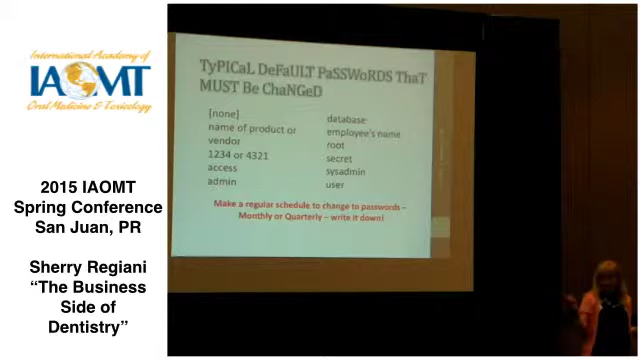 International Academy of
IAOMT
Oral Medicine & Toxicology
2015 IAOMT
Spring Conference
San Juan, PR
Sherry Regiani
“The Business
Side of
Dentistry”
TyPICaL DeFaULT PaSSWoRDS ThaT
MUST Be ChaNGeD
[none]
name of product or
vendor
1234 or 4321
access
admin
database
employee's name
root
secret
sysadmin
user
Make a regular schedule to change to passwords –
Monthly or Quarterly – write it down!